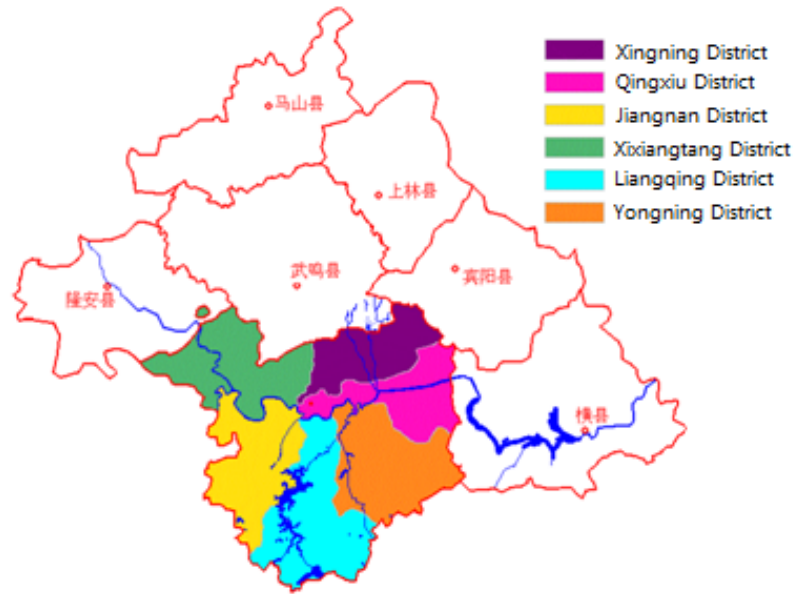 Xingning District
Qingxiu District
Jiangnan District
Xixiangtang District
Liangqing District
Yongning District
马山县
上林县
武鸣县
宾阳县
隆安县
横县